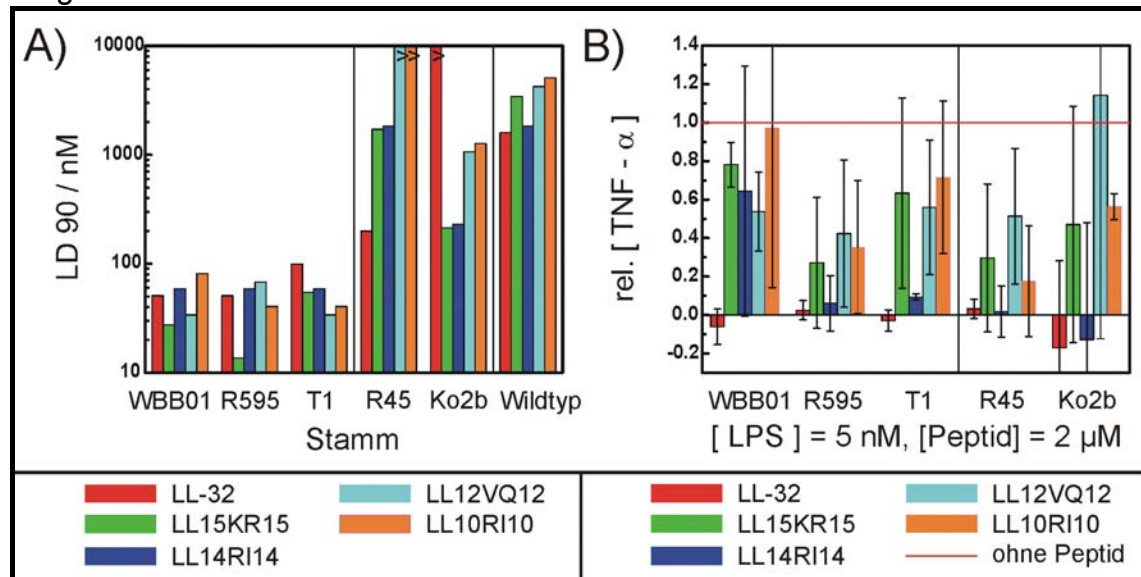 A)
LD 90 / nM
10000
1000
100
10
> > >
WBB01 R595 T1 R45 Ko2b Wildtyp
Stamm
B)
rel. [ TNF - α ]
1.4
1.2
1.0
0.8
0.6
0.4
0.2
0.0
-0.2
WBB01 R595 T1 R45 Ko2b
[ LPS ] = 5 nM, [Peptid] = 2 µM
LL-32
LL15KR15
LL14RI14
LL12VQ12
LL10RI10
LL-32
LL15KR15
LL14RI14
LL12VQ12
LL10RI10
ohne Peptid